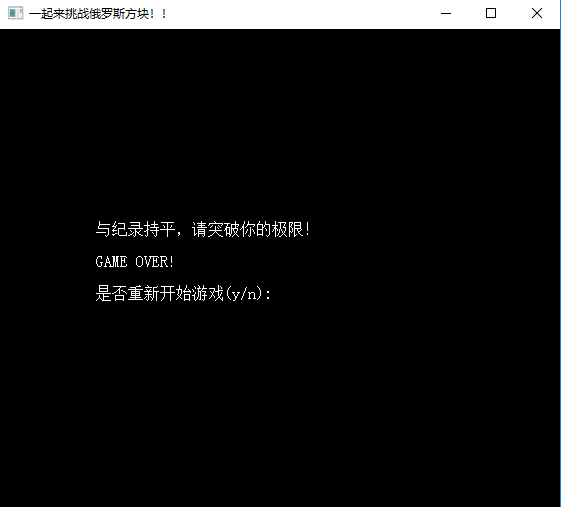 一起来挑战俄罗斯方块！！
与纪录持平，请突破你的极限！
GAME OVER!
是否重新开始游戏(y/n):